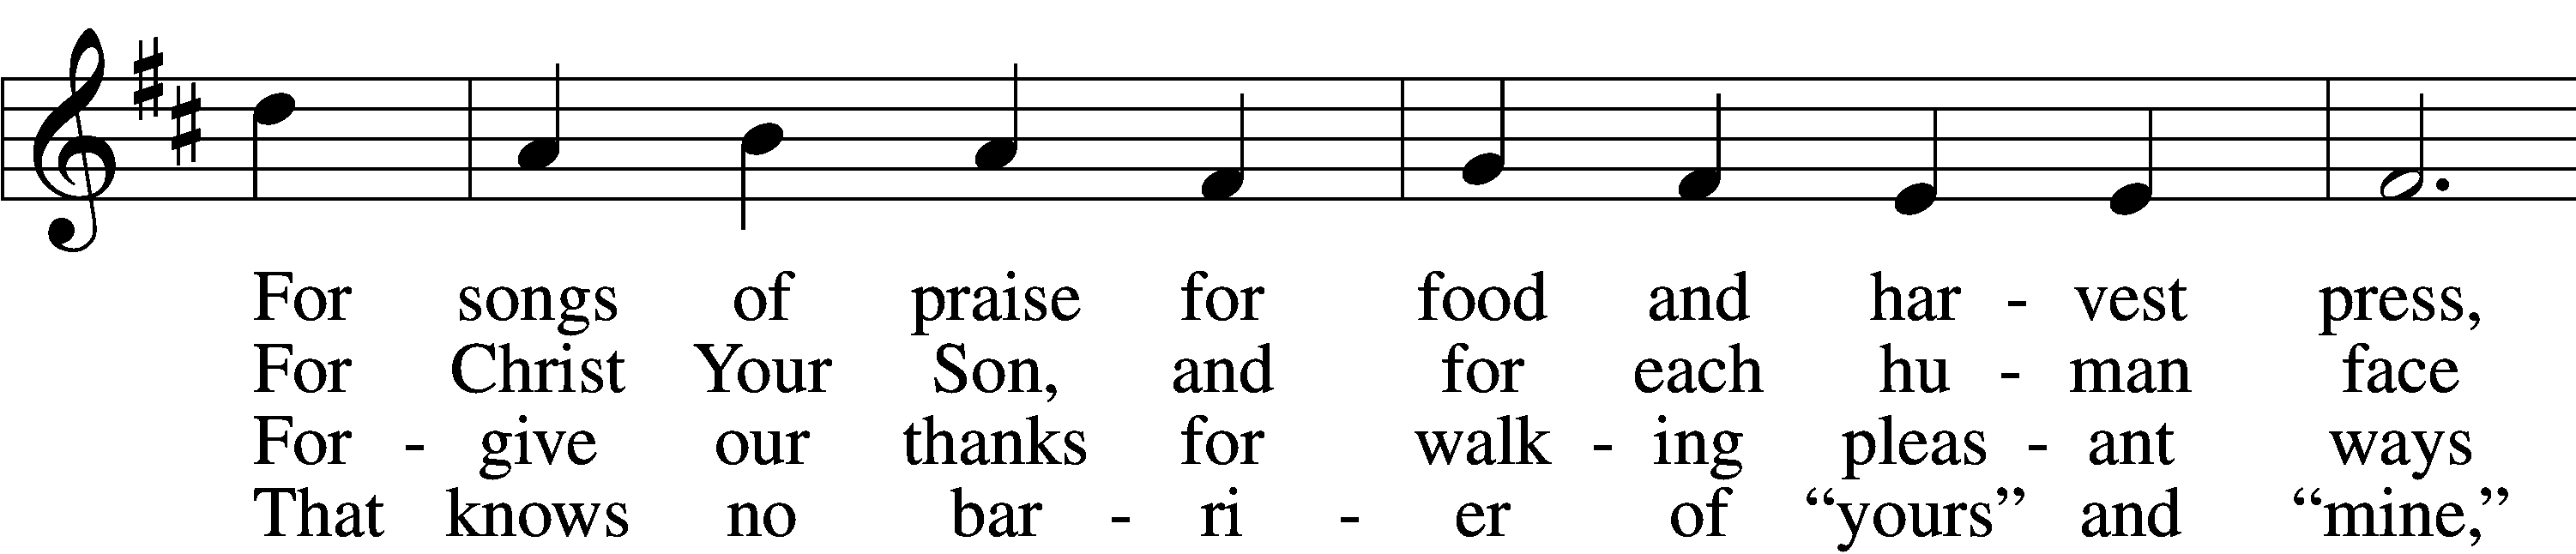 For songs of praise for food and har - vest press,
For Christ Your Son, and for each hu - man face
For - give our thanks for walk - ing pleas - ant ways
That knows no bar - ri - er of “yours” and “mine,”